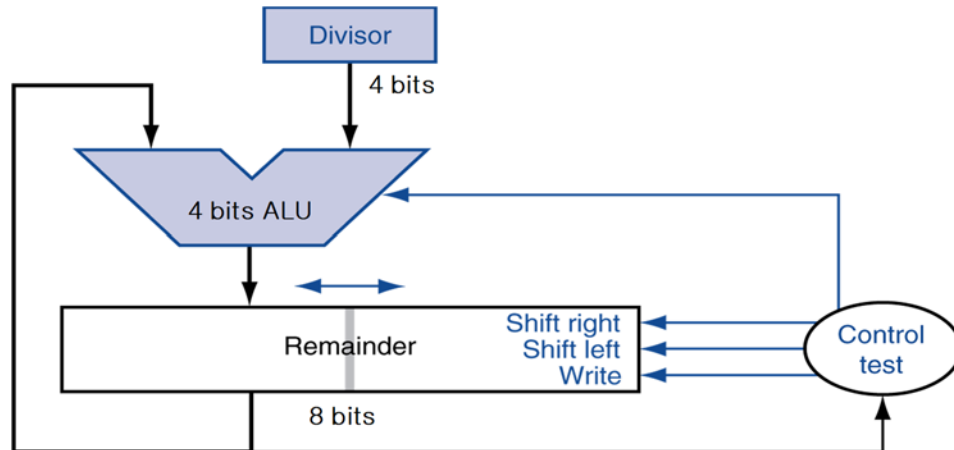 Divisor
4 bits
4 bits ALU
Remainder
Shift right
Shift left
Write
8 bits
Control
test